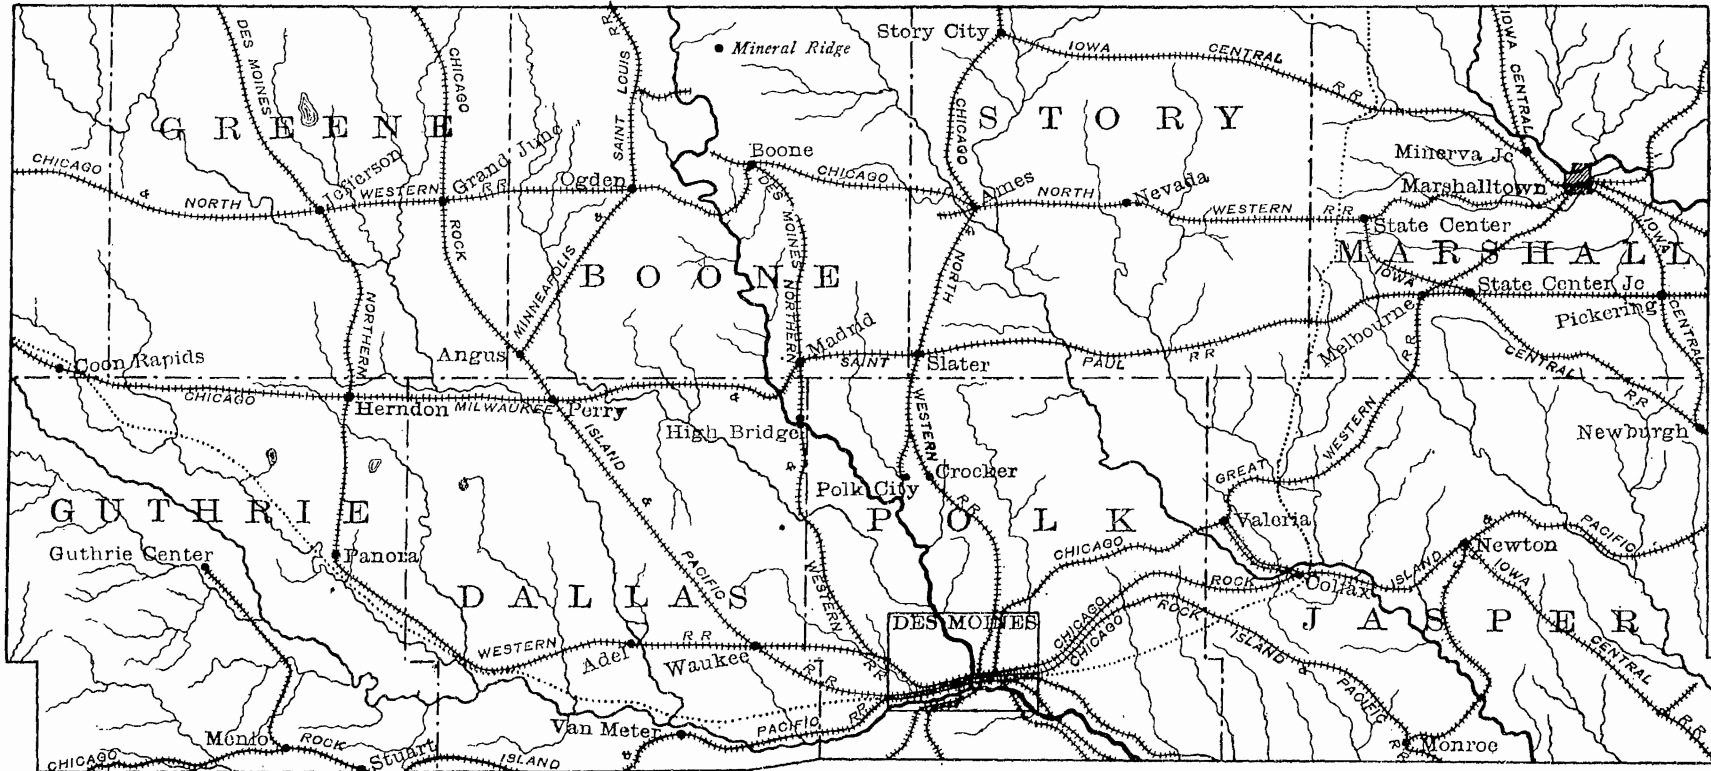 Mineral Ridge
Story City
IOWA CENTRAL R R
IOWA CENTRAL
DES MOINES
CHICAGO
SAINT LOUIS R R
GREENE
STORY
CHICAGO
Minerva Jc
Boone
CHICAGO & NORTH WESTERN R R
Jefferson
Grand Junc
Ogden
CHICAGO
DES MOINES NORTHERN
Ames
NORTH WESTERN R R
Nevada
Marshalltown
State Center
MARSHALL
IOWA
ROCK
MINNEAPOLIS &
BOONE
& NORTH
IOWA
State Center Jc
Pickering
Melbourne
CENTRAL
NORTHERN
Angus
Madrid
SAINT
Slater
PAUL
R R
R R
CENTRAL R R
Coon Rapids
CHICAGO
Herndon
MILWAUKEE
Perry
&
High Bridge
WESTERN R R
Newburgh
ISLAND & PACIFIC R R
&
Crocker
Polk City
GREAT WESTERN
GUTHRIE
POLK
Valeria
CHICAGO
Guthrie Center
Panora
Newton
& PACIFIC
DALLAS
WESTERN R R
ROCK ISLAND
Colfax
IOWA CENTRAL R R
JASPER
DES MOINES
CHICAGO
CHICAGO
ROCK ISLAND & PACIFIC R R
WESTERN R R
Adel
Waukee
Van Meter
PACIFIC RR
Menlo
ROCK
Stuart
Monroe
CHICAGO
ISLAND &